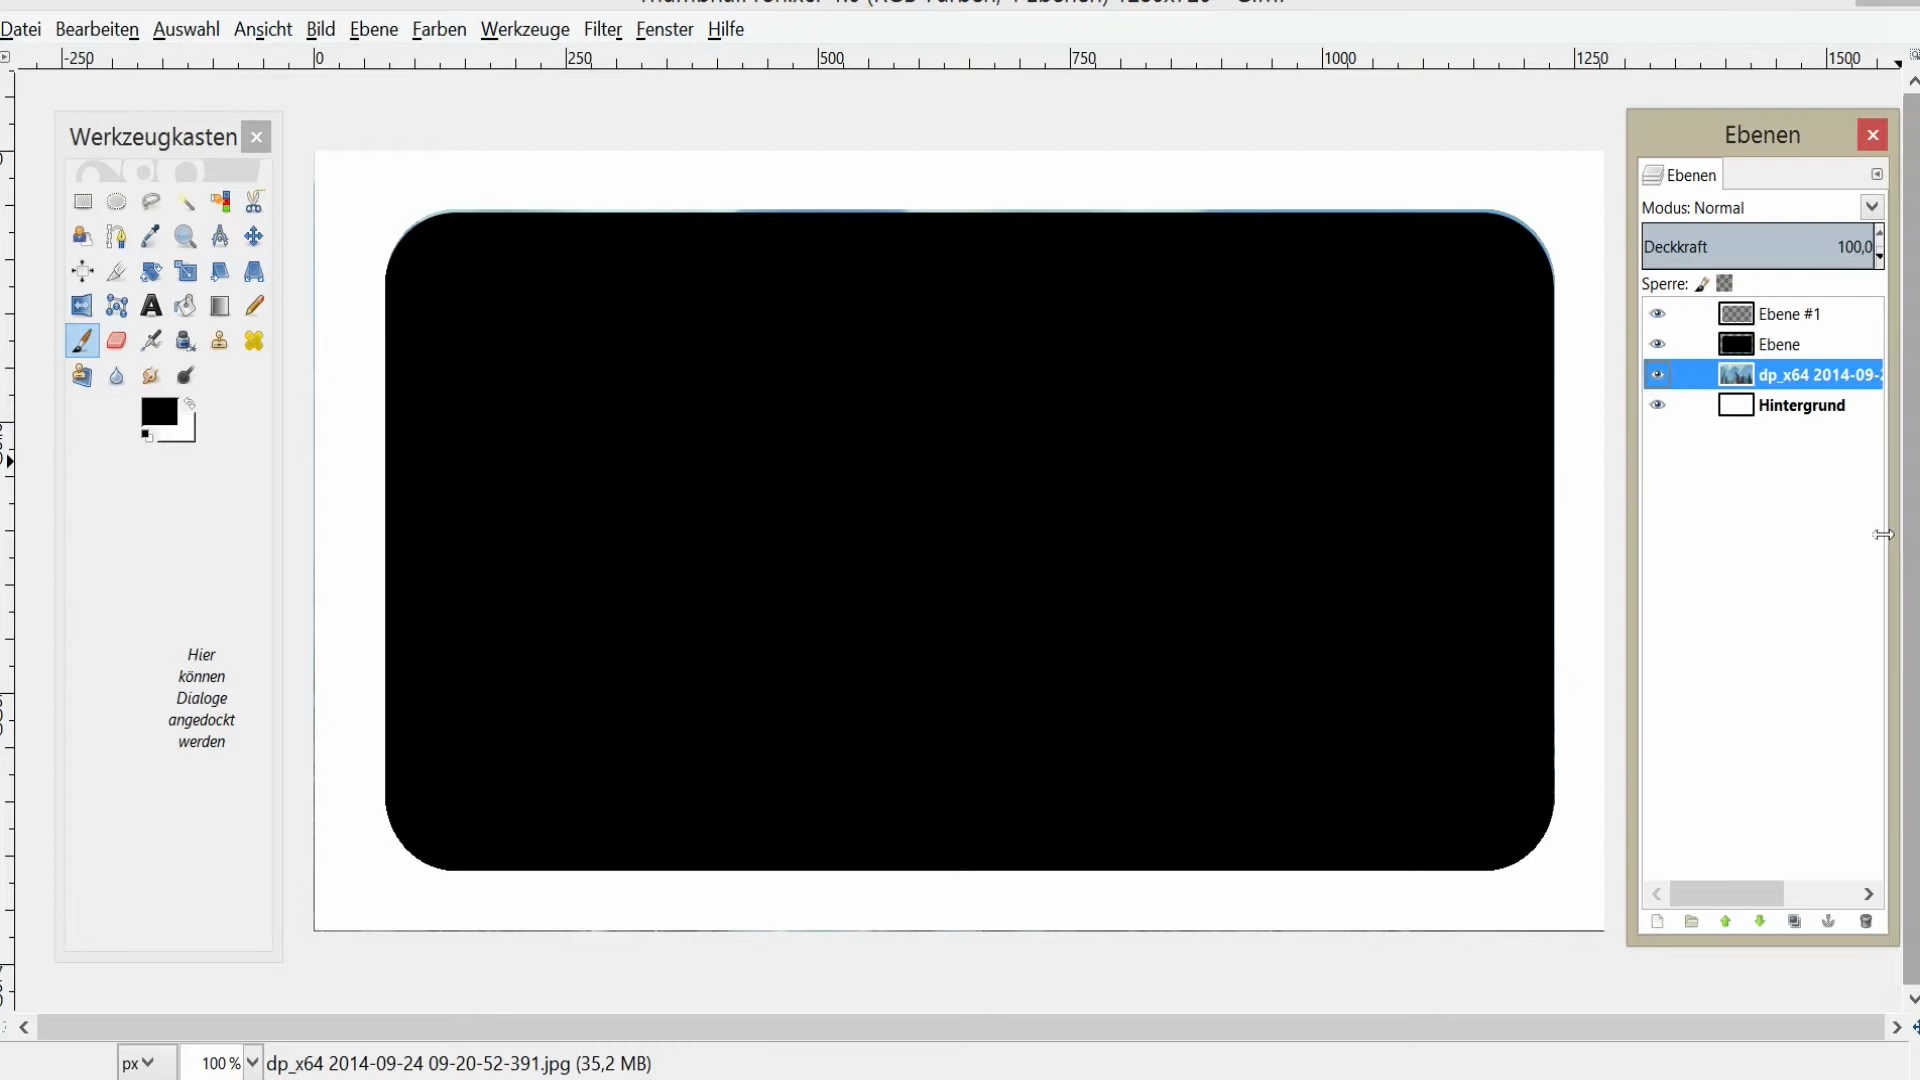 Datei Bearbeiten Auswahl Ansicht Bild Ebene Farben Werkzeuge Filter Fenster Hilfe
-250 0 250 500 750 1000 1250 1500
Werkzeugkasten
Hier
können
Dialoge
angedockt
werden
Ebenen
Ebenen
Modus: Normal
Deckkraft 100,0
Sperre:
Ebene #1
Ebene
dp_x64 2014-09-2
Hintergrund
px 100 % dp_x64 2014-09-24 09-20-52-391.jpg (35,2 MB)